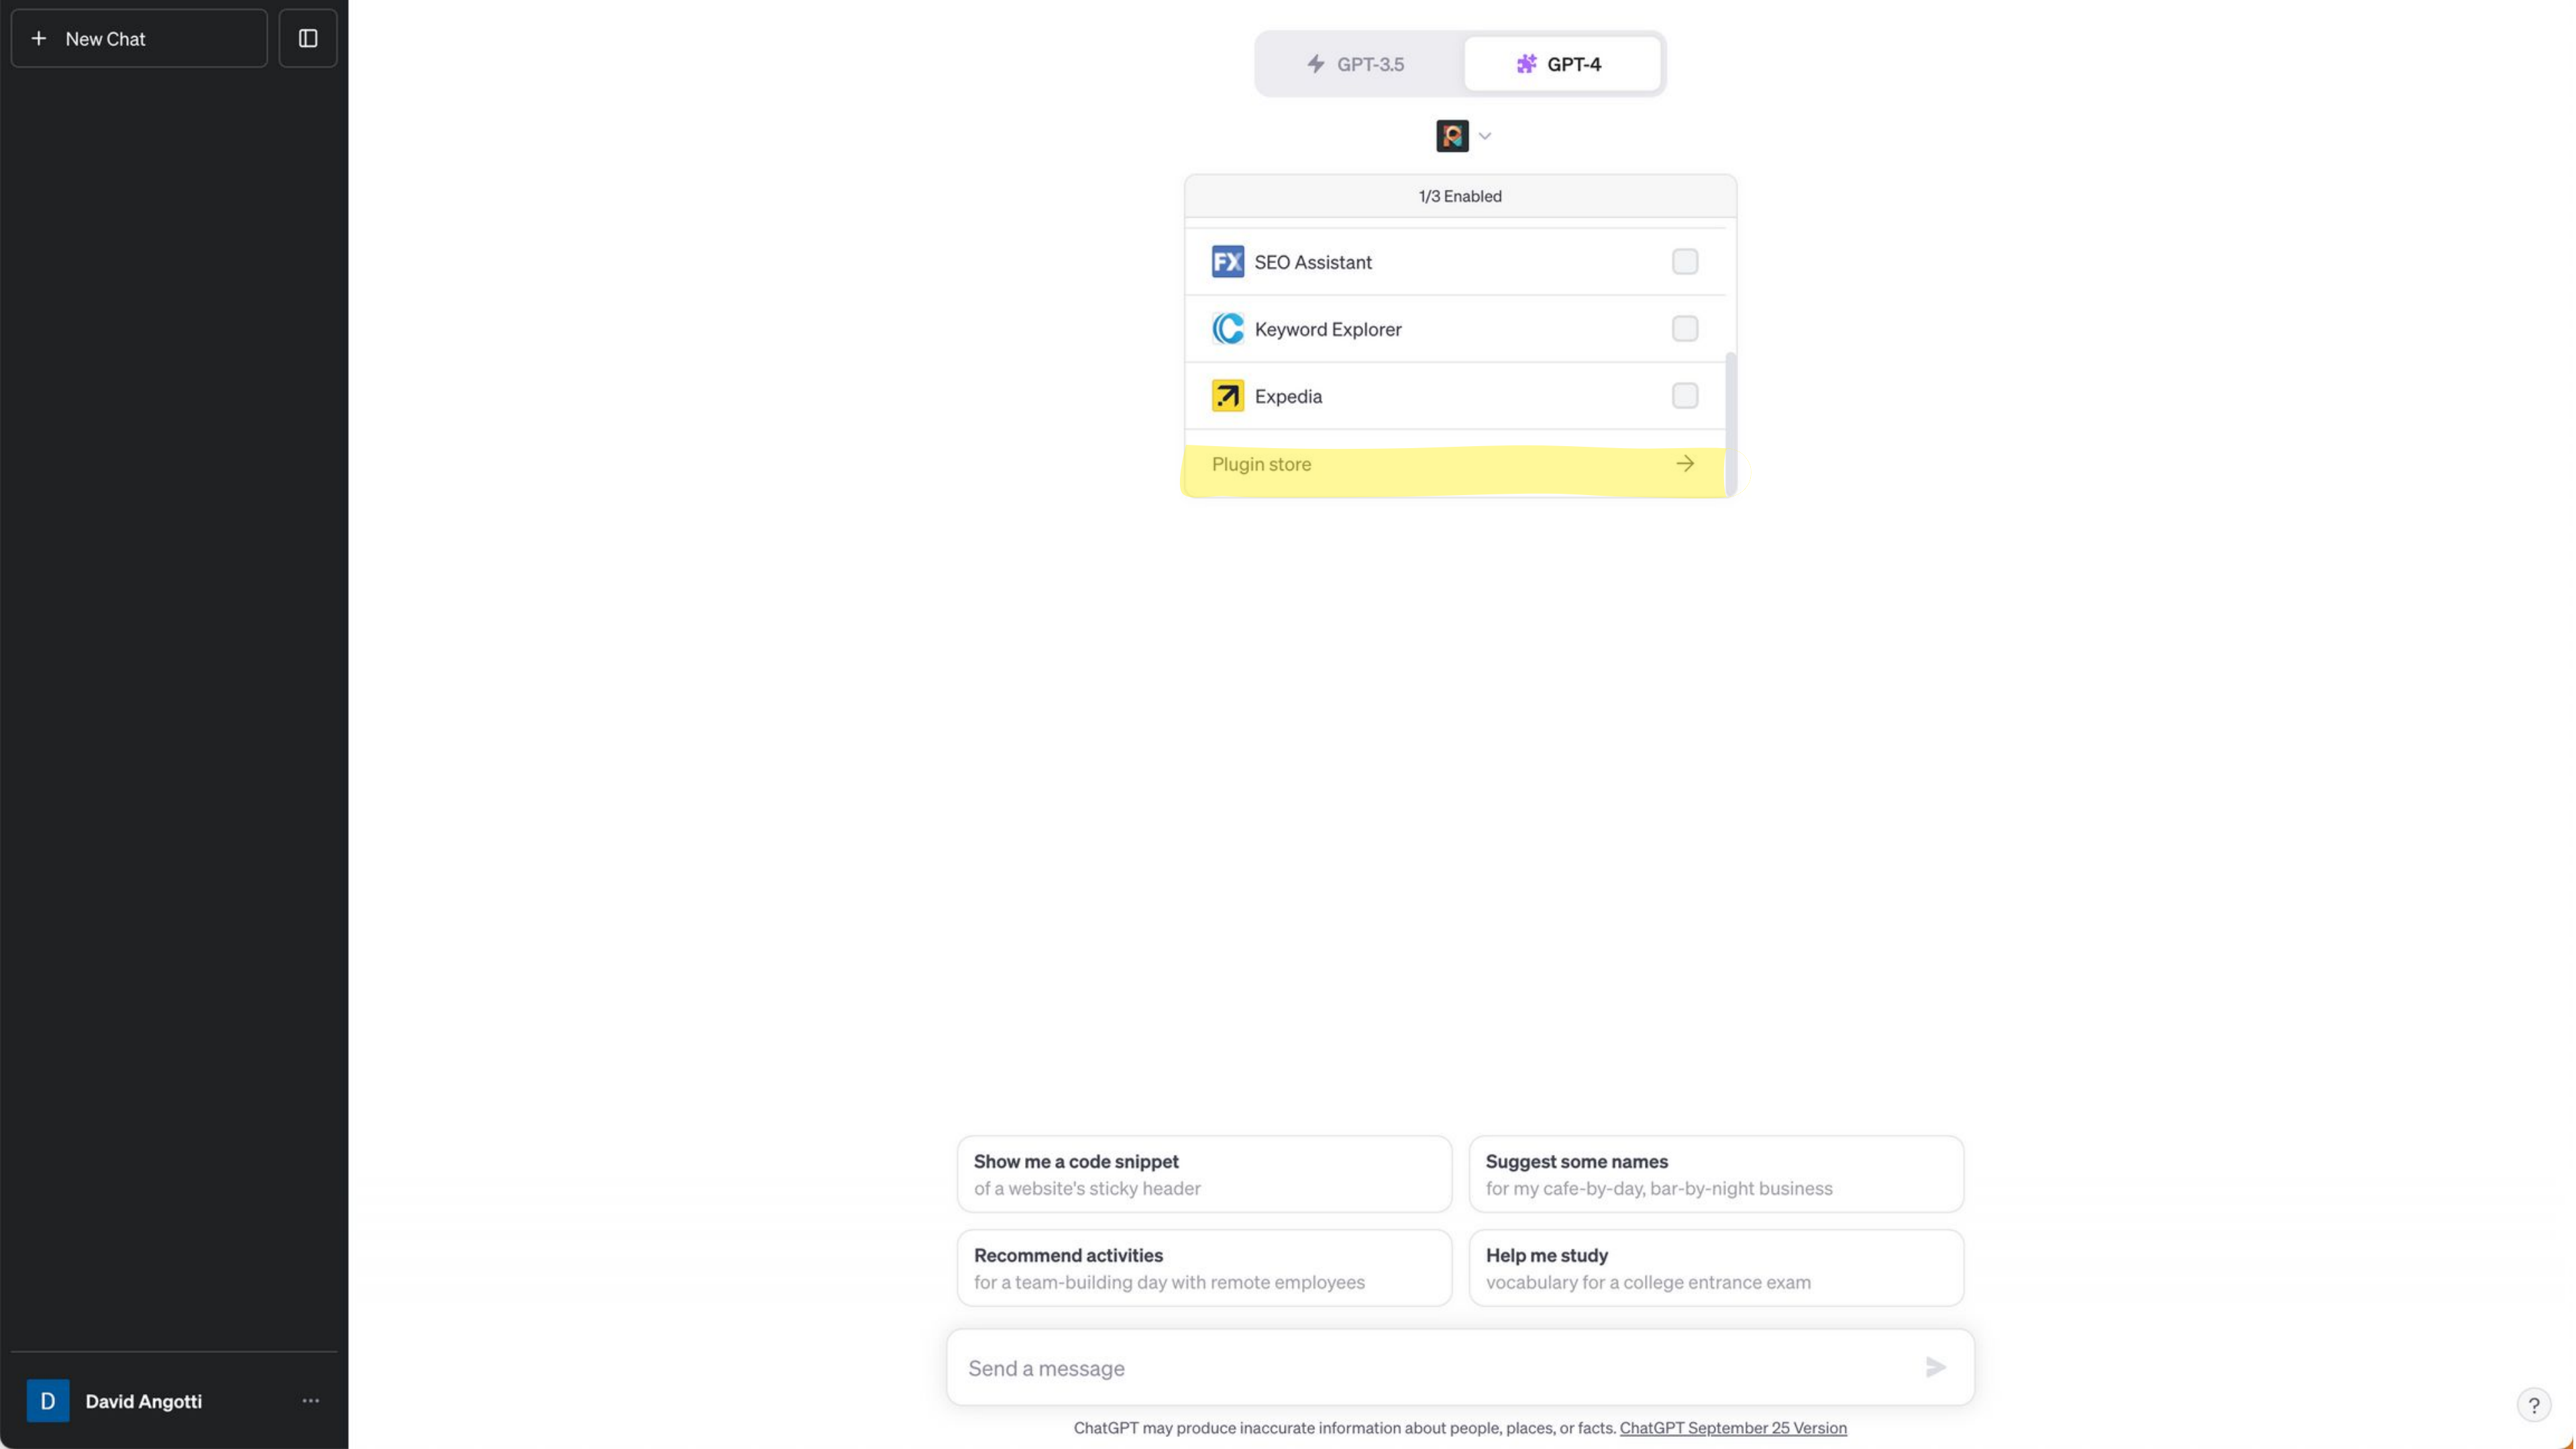 New Chat
GPT-3.5
GPT-4
1/3 Enabled
FX SEO Assistant
Keyword Explorer
Expedia
Plugin store
Show me a code snippet
of a website's sticky header
Suggest some names
for my cafe-by-day, bar-by-night business
Recommend activities
for a team-building day with remote employees
Help me study
vocabulary for a college entrance exam
Send a message
D David Angotti
ChatGPT may produce inaccurate information about people, places, or facts. ChatGPT September 25 Version
?